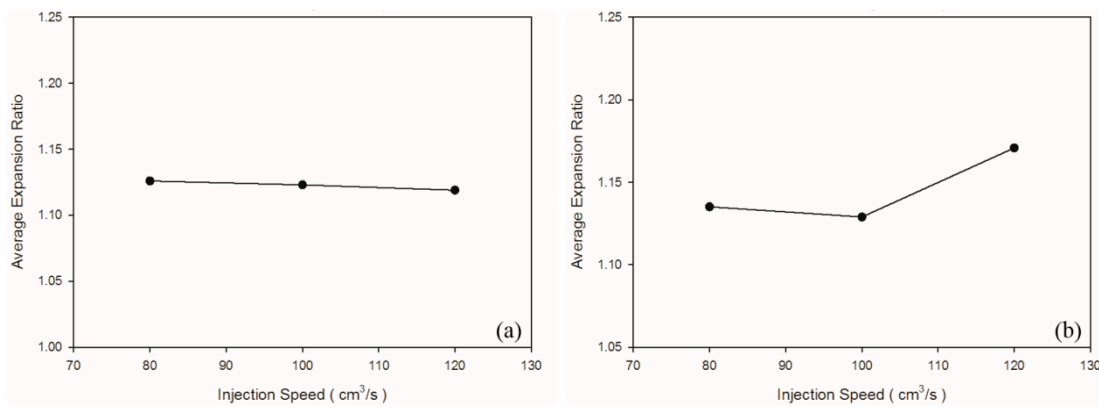 1.25
1.20
1.15
1.10
1.05
1.00
Average Expansion Ratio
70 80 90 100 110 120 130
Injection Speed ( cm³/s )
(a)
1.25
1.20
1.15
1.10
1.05
Average Expansion Ratio
70 80 90 100 110 120 130
Injection Speed ( cm³/s )
(b)